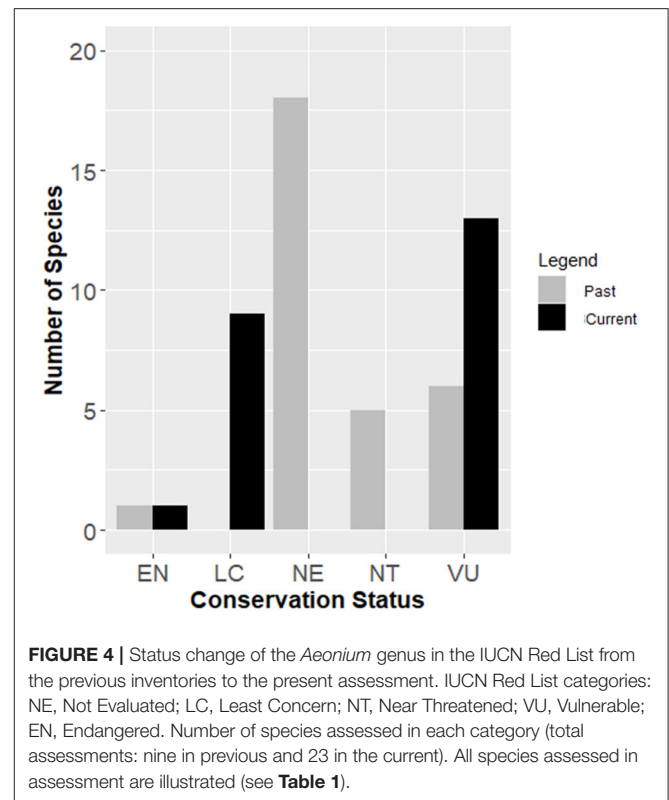 20
15
10
5
0
Number of Species
EN LC NE NT VU
Conservation Status
Legend
Past
Current
FIGURE 4 | Status change of the Aeonium genus in the IUCN Red List from
the previous inventories to the present assessment. IUCN Red List categories:
NE, Not Evaluated; LC, Least Concern; NT, Near Threatened; VU, Vulnerable;
EN, Endangered. Number of species assessed in each category (total
assessments: nine in previous and 23 in the current). All species assessed in
assessment are illustrated (see Table 1).